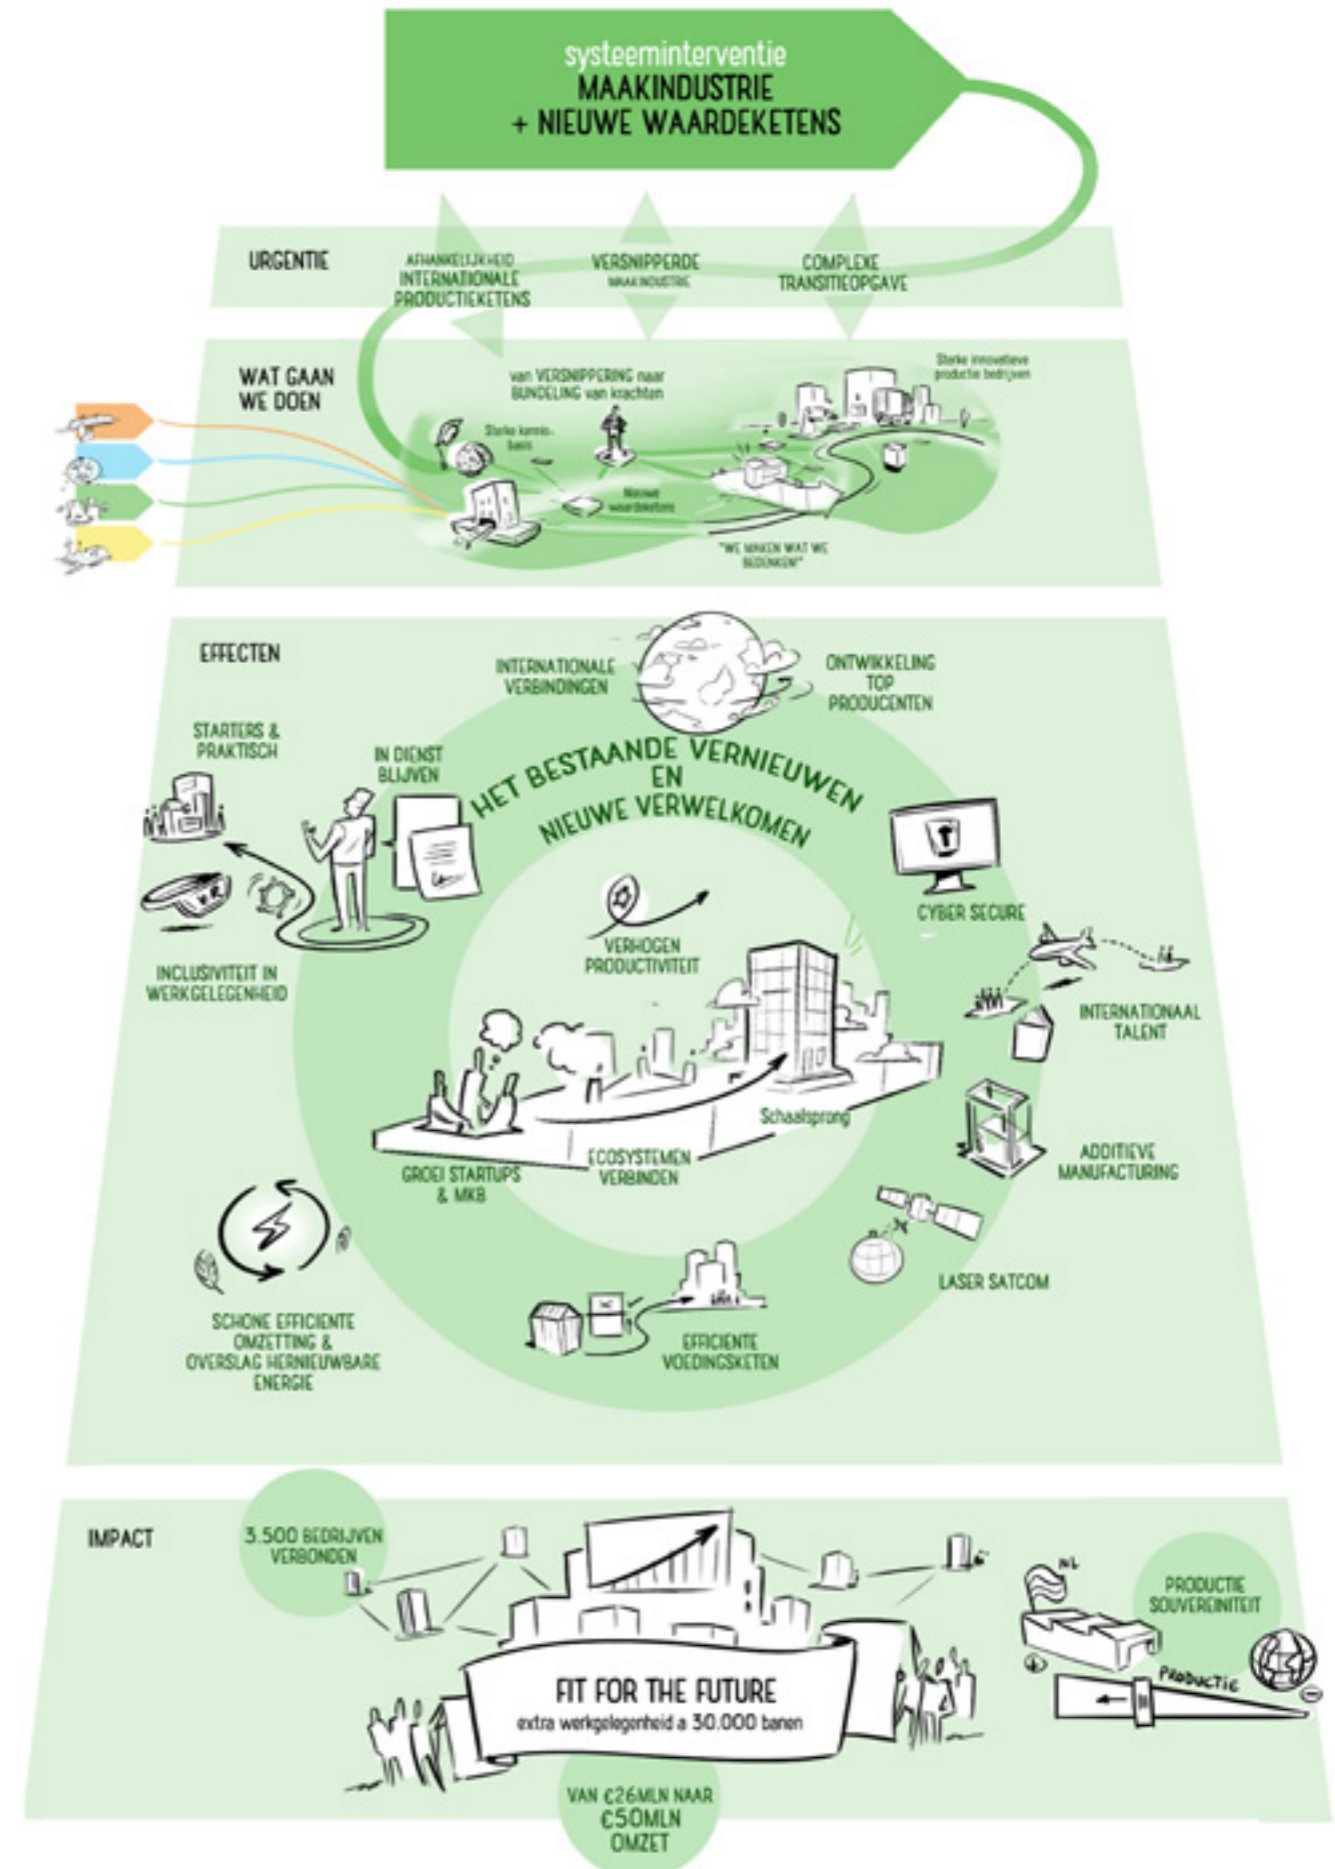 systeeminterventie
MAAKINDUSTRIE
+ NIEUWE WAARDEKETENS
URGENTIE
AFHANKELIJKHEID
INTERNATIONALE
PRODUCTIEKETENS
VERSNIPPERDE
MAAKINDUSTRIE
COMPLEXE
TRANSITIEOPGAVE
WAT GAAN
WE DOEN
van VERSNIPPERING naar
BUNDELING van krachten
Sterke innovatieve
productie bedrijven
Sterke kennis-
basis
Nieuwe
waardeketens
"WE MAKEN WAT WE
BEDENKEN"
EFFECTEN
INTERNATIONALE
VERBINDINGEN
ONTWIKKELING
TOP
PRODUCENTEN
STARTERS &
PRAKTISCH
IN DIENST
BLIJVEN
HET BESTAANDE VERNIEUWEN
EN
NIEUWE VERWELKOMEN
CYBER SECURE
VERHOGEN
PRODUCTIVITEIT
VR
INCLUSIVITEIT IN
WERKGELEGENHEID
INTERNATIONAAL
TALENT
Schaalsprong
ECOSYSTEMEN
VERBINDEN
GROEI STARTUPS
& MKB
ADDITIEVE
MANUFACTURING
LASER SATCOM
SCHONE EFFICIENTE
OMZETTING &
OVERSLAG HERNIEUWBARE
ENERGIE
EFFICIENTE
VOEDINGSKETEN
IMPACT
3.500 BEDRIJVEN
VERBONDEN
NL
PRODUCTIE
SOUVEREINITEIT
PRODUCTIE
FIT FOR THE FUTURE
extra werkgelegenheid a 30.000 banen
VAN €26MLN NAAR
€50MLN
OMZET